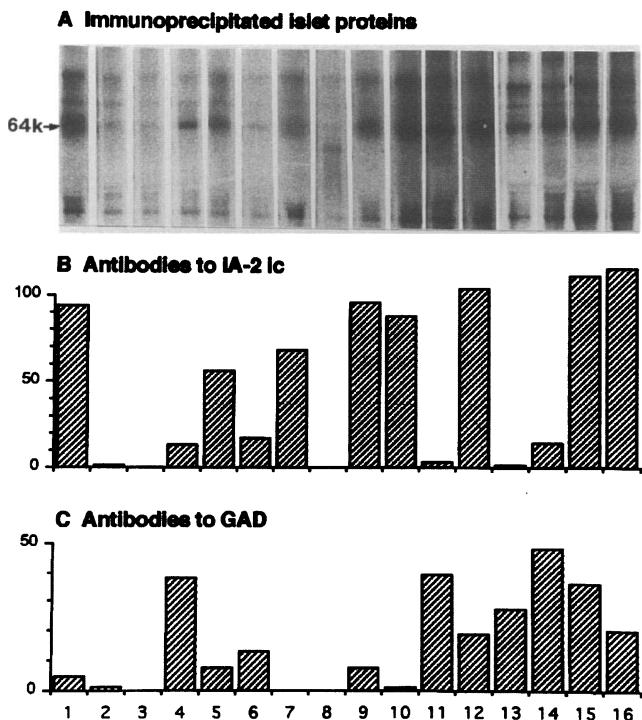 A Immunoprecipitated islet proteins
64k
B Antibodies to IA-2 ic
100
50
0
C Antibodies to GAD
50
0
1 2 3 4 5 6 7 8 9 10 11 12 13 14 15 16